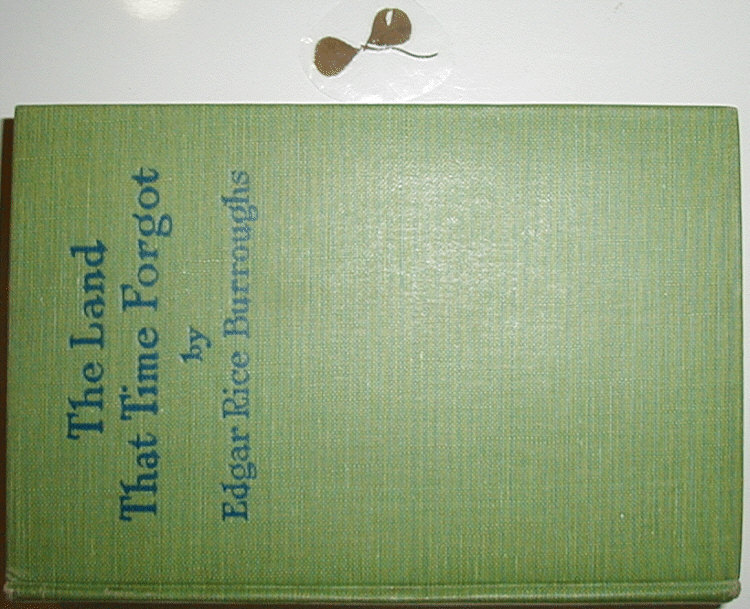 The Land
That Time Forgot
by
Edgar Rice Burroughs